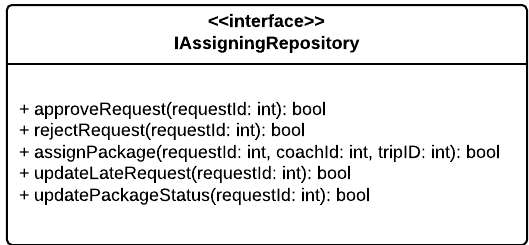 <<interface>>
IAssigningRepository
+ approveRequest(requestId: int): bool
+ rejectRequest(requestId: int): bool
+ assignPackage(requestId: int, coachId: int, tripID: int): bool
+ updateLateRequest(requestId: int): bool
+ updatePackageStatus(requestId: int): bool